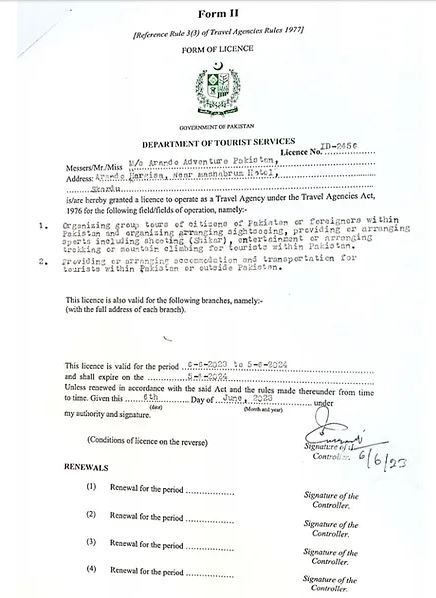 Form II
[Reference Rule 3(3) of Travel Agencies Rules 1977]
FORM OF LICENCE
GOVERNMENT OF PAKISTAN
DEPARTMENT OF TOURIST SERVICES
Licence No. ID-2456
Messers/Mr./Miss M/s Arando Adventure Pakistan,
Address: Arando Hargisa, Near Mashabrum Hotel,
Skardu
is/are hereby granted a licence to operate as a Travel Agency under the Travel Agencies Act,
1976 for the following field/fields of operation, namely:-
1. Organizing group tours of citizens of Pakistan or foreigners within
Pakistan and organizing arranging sightseeing, providing or arranging
sports including shooting (Shikar), entertainment or arranging
trekking or mountain climbing for tourists within Pakistan.
2. Providing or arranging accommodation and transportation for
tourists within Pakistan or outside Pakistan.
This licence is also valid for the following branches, namely:-
(with the full address of each branch).
This licence is valid for the period 6-6-2023 to 5-6-2024
and shall expire on the 5-6-2024
Unless renewed in accordance with the said Act and the rules made thereunder from time
to time. Given this 6th Day of June, 2023 under
(date) (Month and year)
my authority and signature.
(Conditions of licence on the reverse)
Signature of the
Controller.
6/6/23
RENEWALS
(1) Renewal for the period ................
Signature of the
Controller.
(2) Renewal for the period ................
Signature of the
Controller.
(3) Renewal for the period ................
Signature of the
Controller.
(4) Renewal for the period ................
Signature of the
Controller.